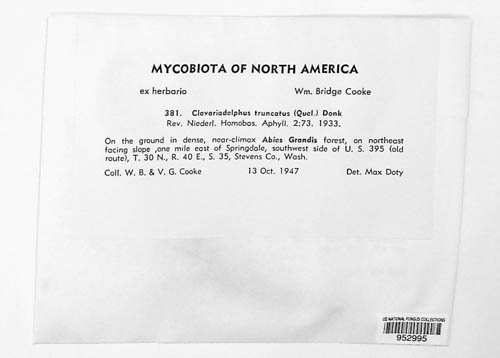 MYCOBIOTA OF NORTH AMERICA
ex herbario Wm. Bridge Cooke
381. Clavariadelphus truncatus (Quel.) Donk
Rev. Niederl. Homobas. Aphyll. 2:73. 1933.
On the ground in dense, near-climax Abies Grandis forest, on northeast
facing slope ,one mile east of Springdale, southwest side of U. S. 395 (old
route), T. 30 N., R. 40 E., S. 35, Stevens Co., Wash.
Coll. W. B. & V. G. Cooke 13 Oct. 1947 Det. Max Doty
US NATIONAL FUNGUS COLLECTIONS
952995